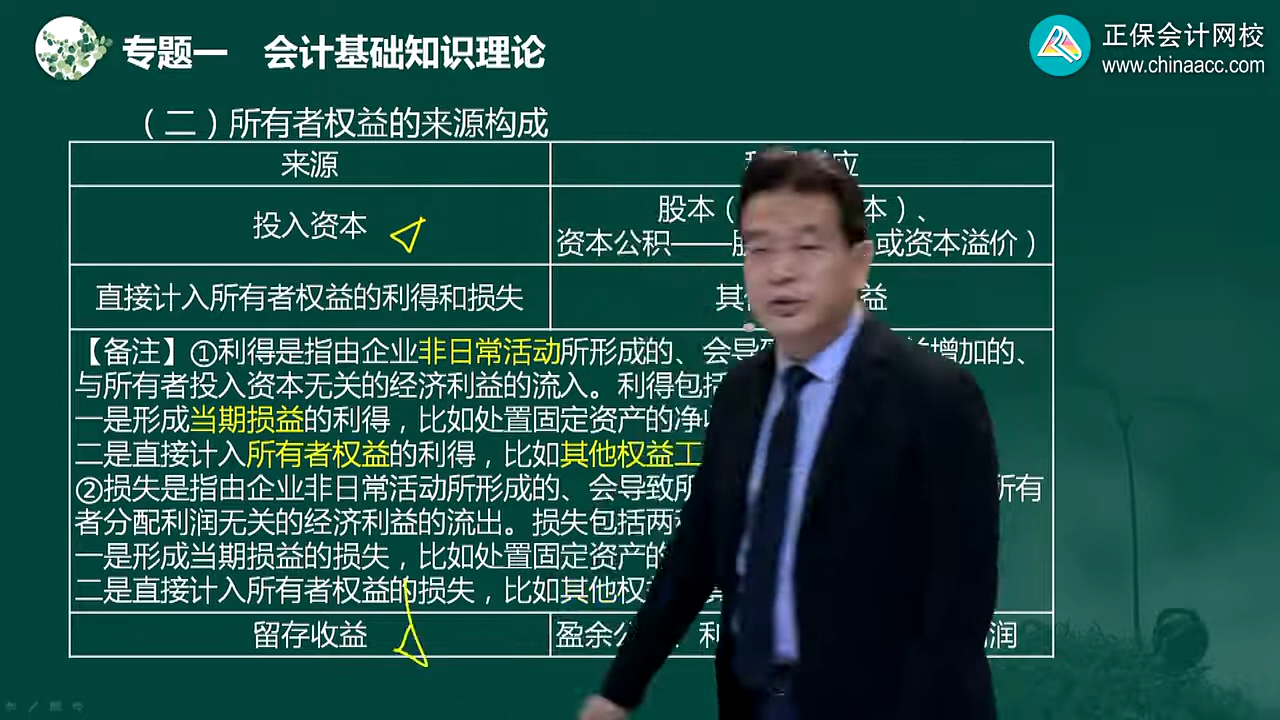 专题一 会计基础知识理论
正保会计网校
www.chinaacc.com
（二）所有者权益的来源构成
来源
应
投入资本
股本（ 本）、
资本公积——股 或资本溢价）
直接计入所有者权益的利得和损失
其 益
【备注】①利得是指由企业非日常活动所形成的、会导致 增加的、
与所有者投入资本无关的经济利益的流入。利得包括
一是形成当期损益的利得，比如处置固定资产的净收
二是直接计入所有者权益的利得，比如其他权益工
②损失是指由企业非日常活动所形成的、会导致所 所有
者分配利润无关的经济利益的流出。损失包括两种
一是形成当期损益的损失，比如处置固定资产的
二是直接计入所有者权益的损失，比如其他权
留存收益
盈余公 、利 润